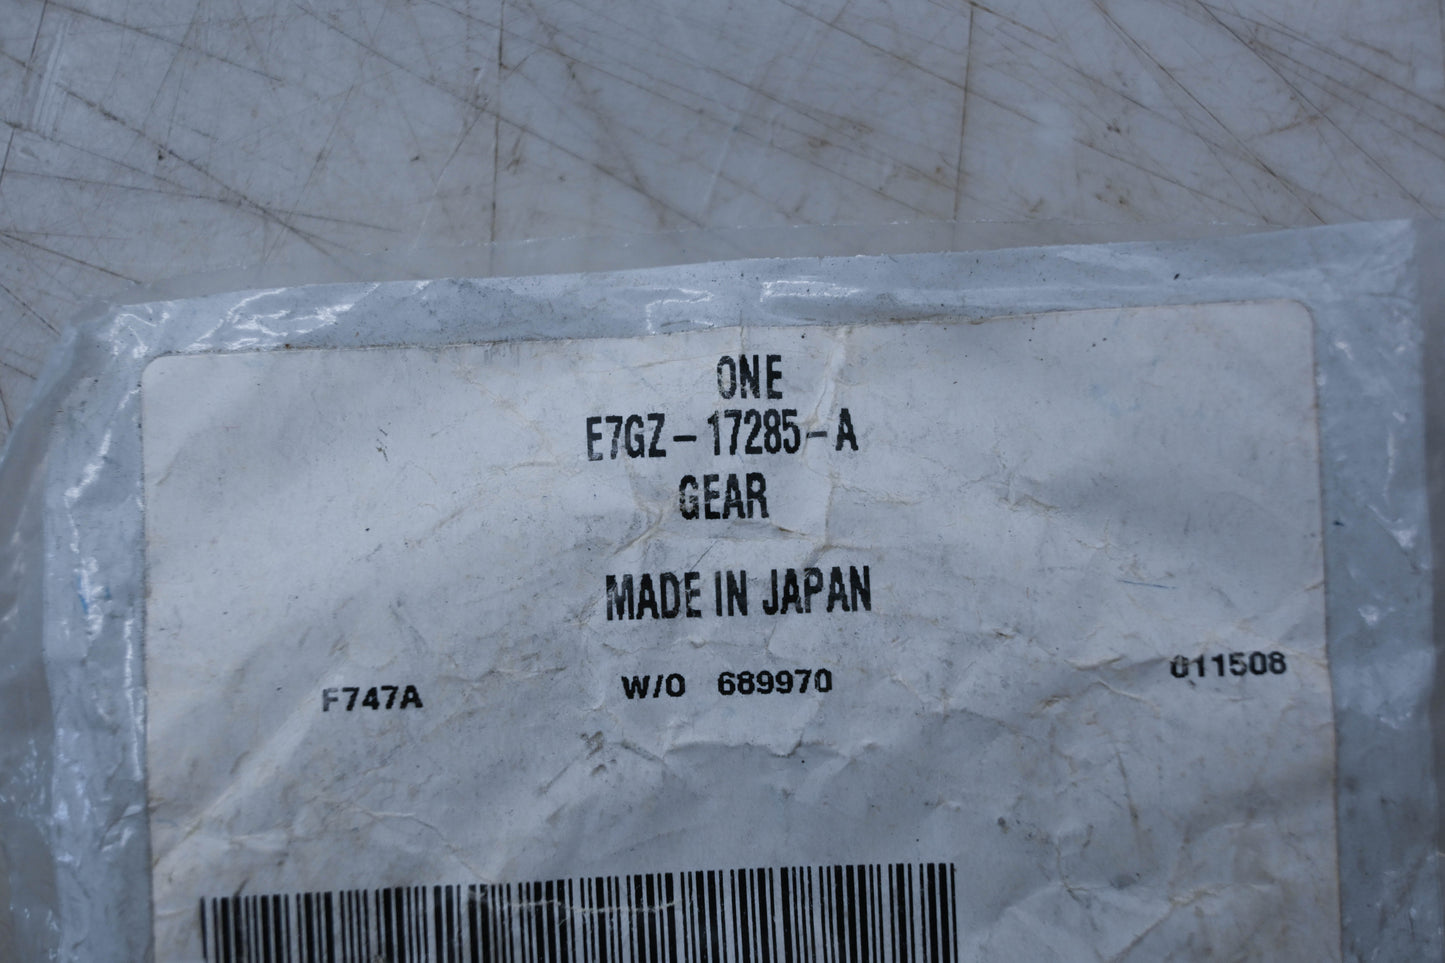 ONE
E7GZ-17285-A
GEAR
MADE IN JAPAN
F747A W/O 689970 011508